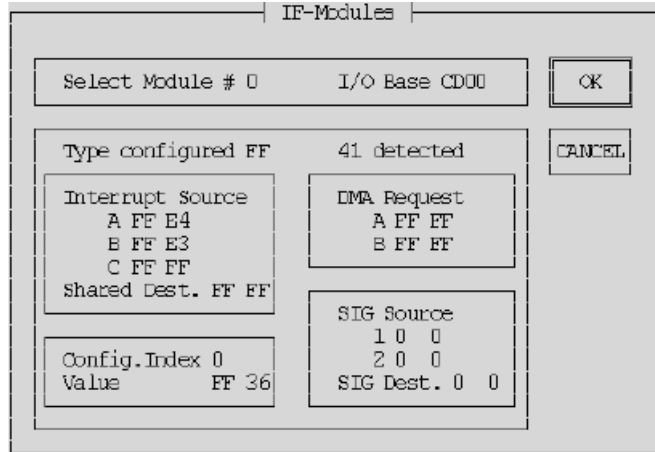 IF-Modules
Select Module # 0 I/O Base CD00 OK
Type configured FF 41 detected CANCEL
Interrupt Source
A FF E4
B FF E3
C FF FF
Shared Dest. FF FF
DMA Request
A FF FF
B FF FF
SIG Source
1 0 0
2 0 0
SIG Dest. 0 0
Config.Index 0
Value FF 36